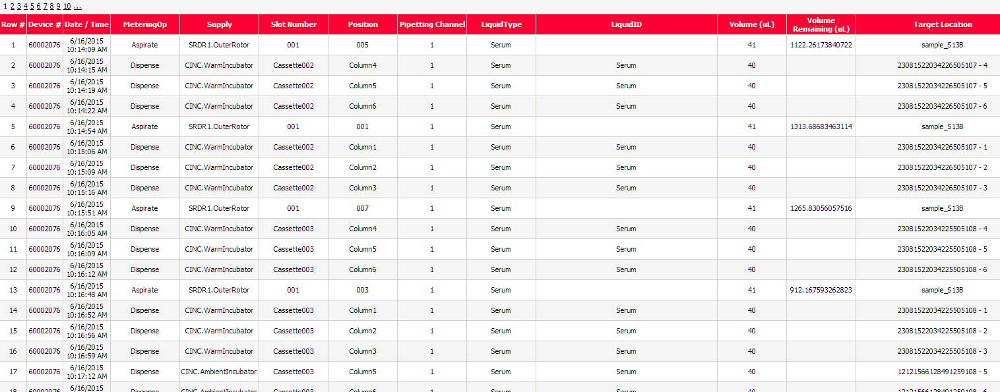 1 2 3 4 5 6 7 8 9 10 ...
Row # Device # Date / Time MeteringOp Supply Slot Number Position Pipetting Channel LiquidType LiquidID Volume (uL) Volume Remaining (uL) Target Location
1 60002076 6/16/2015 10:14:09 AM Aspirate SRDR1.OuterRotor 001 005 1 Serum 41 1122.26173840722 sample_S13B
2 60002076 6/16/2015 10:14:15 AM Dispense CINC.WarmIncubator Cassette002 Column4 1 Serum Serum 40 23081522034226505107 - 4
3 60002076 6/16/2015 10:14:19 AM Dispense CINC.WarmIncubator Cassette002 Column5 1 Serum Serum 40 23081522034226505107 - 5
4 60002076 6/16/2015 10:14:22 AM Dispense CINC.WarmIncubator Cassette002 Column6 1 Serum Serum 40 23081522034226505107 - 6
5 60002076 6/16/2015 10:14:54 AM Aspirate SRDR1.OuterRotor 001 001 1 Serum 41 1313.68683463114 sample_S13B
6 60002076 6/16/2015 10:15:06 AM Dispense CINC.WarmIncubator Cassette002 Column1 1 Serum Serum 40 23081522034226505107 - 1
7 60002076 6/16/2015 10:15:09 AM Dispense CINC.WarmIncubator Cassette002 Column2 1 Serum Serum 40 23081522034226505107 - 2
8 60002076 6/16/2015 10:15:16 AM Dispense CINC.WarmIncubator Cassette002 Column3 1 Serum Serum 40 23081522034226505107 - 3
9 60002076 6/16/2015 10:15:51 AM Aspirate SRDR1.OuterRotor 001 007 1 Serum 41 1265.83056057516 sample_S13B
10 60002076 6/16/2015 10:16:05 AM Dispense CINC.WarmIncubator Cassette003 Column4 1 Serum Serum 40 23081522034225505108 - 4
11 60002076 6/16/2015 10:16:09 AM Dispense CINC.WarmIncubator Cassette003 Column5 1 Serum Serum 40 23081522034225505108 - 5
12 60002076 6/16/2015 10:16:12 AM Dispense CINC.WarmIncubator Cassette003 Column6 1 Serum Serum 40 23081522034225505108 - 6
13 60002076 6/16/2015 10:16:48 AM Aspirate SRDR1.OuterRotor 001 003 1 Serum 41 912.167593262823 sample_S13B
14 60002076 6/16/2015 10:16:52 AM Dispense CINC.WarmIncubator Cassette003 Column1 1 Serum Serum 40 23081522034225505108 - 1
15 60002076 6/16/2015 10:16:56 AM Dispense CINC.WarmIncubator Cassette003 Column2 1 Serum Serum 40 23081522034225505108 - 2
16 60002076 6/16/2015 10:16:59 AM Dispense CINC.WarmIncubator Cassette003 Column3 1 Serum Serum 40 23081522034225505108 - 3
17 60002076 6/16/2015 10:17:12 AM Dispense CINC.AmbientIncubator Cassette003 Column5 1 Serum Serum 40 12121566128491259108 - 5
6/16/2015